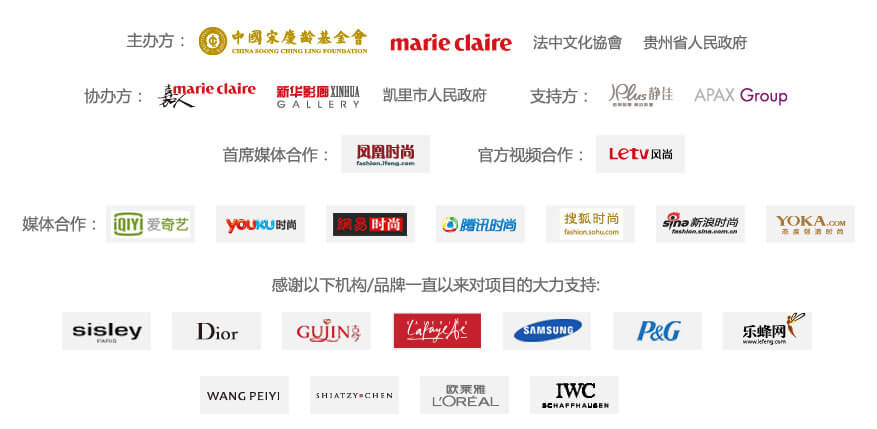 主办方： 中國宋慶龄基金會 CHINA SOONG CHING LING FOUNDATION marie claire 法中文化協會 贵州省人民政府
协办方： 嘉人 marie claire 新华影廊 XINHUA GALLERY 凯里市人民政府 支持方： JPlus 静佳 APAX Group
首席媒体合作： 凤凰时尚 fashion.ifeng.com 官方视频合作： Letv 风尚
媒体合作： iQIYI 爱奇艺 YOUKU 时尚 網易 时尚 腾讯时尚 搜狐时尚 fashion.sohu.com sina 新浪时尚 fashion.sina.com.cn YOKA.COM
感谢以下机构/品牌一直以来对项目的大力支持:
sisley PARIS Dior GUJIN 古今 SAMSUNG P&G 乐蜂网 www.lefeng.com
WANG PEIYI SHIATZY CHEN 欧莱雅 L'ORÉAL IWC SCHAFFHAUSEN